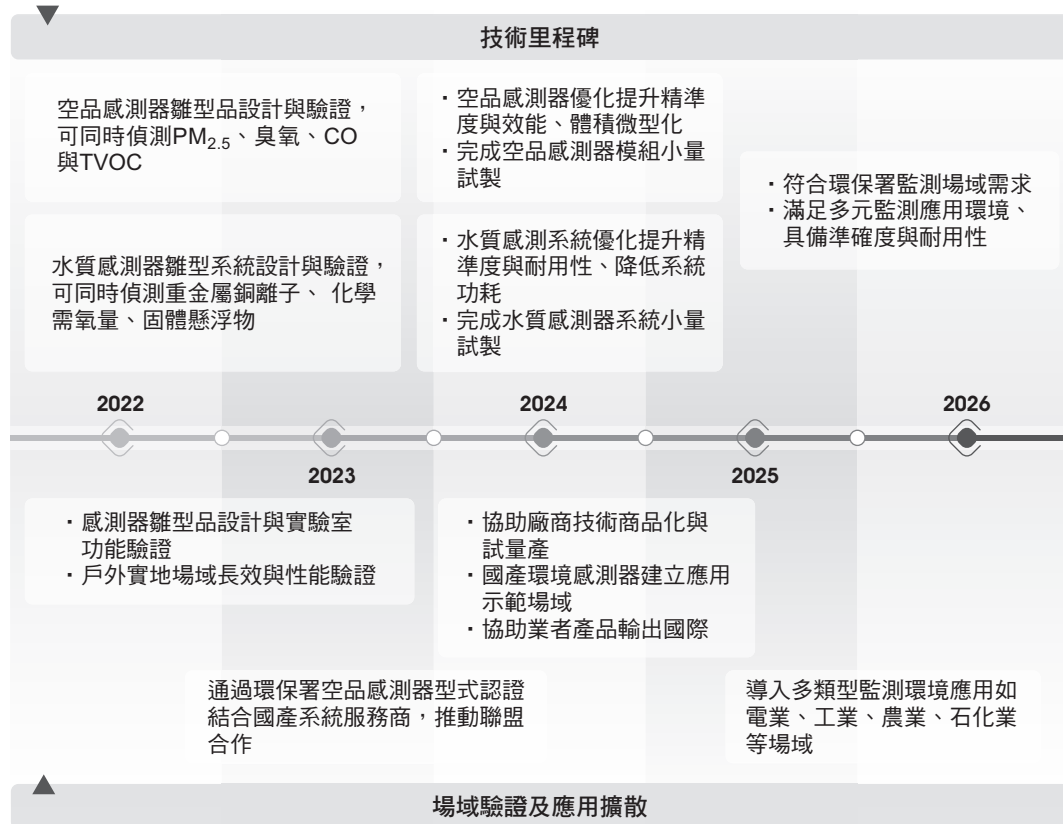 技術里程碑
空品感測器雛型品設計與驗證，
可同時偵測PM2.5、臭氧、CO
與TVOC
水質感測器雛型系統設計與驗證，
可同時偵測重金屬銅離子、 化學
需氧量、固體懸浮物
・空品感測器優化提升精準
度與效能、體積微型化
・完成空品感測器模組小量
試製
・水質感測系統優化提升精
準度與耐用性、降低系統
功耗
・完成水質感測器系統小量
試製
・符合環保署監測場域需求
・滿足多元監測應用環境、
具備準確度與耐用性
2022
2023
2024
2025
2026
・感測器雛型品設計與實驗室
功能驗證
・戶外實地場域長效與性能驗證
通過環保署空品感測器型式認證
結合國產系統服務商，推動聯盟
合作
・協助廠商技術商品化與
試量產
・國產環境感測器建立應用
示範場域
・協助業者產品輸出國際
導入多類型監測環境應用如
電業、工業、農業、石化業
等場域
場域驗證及應用擴散